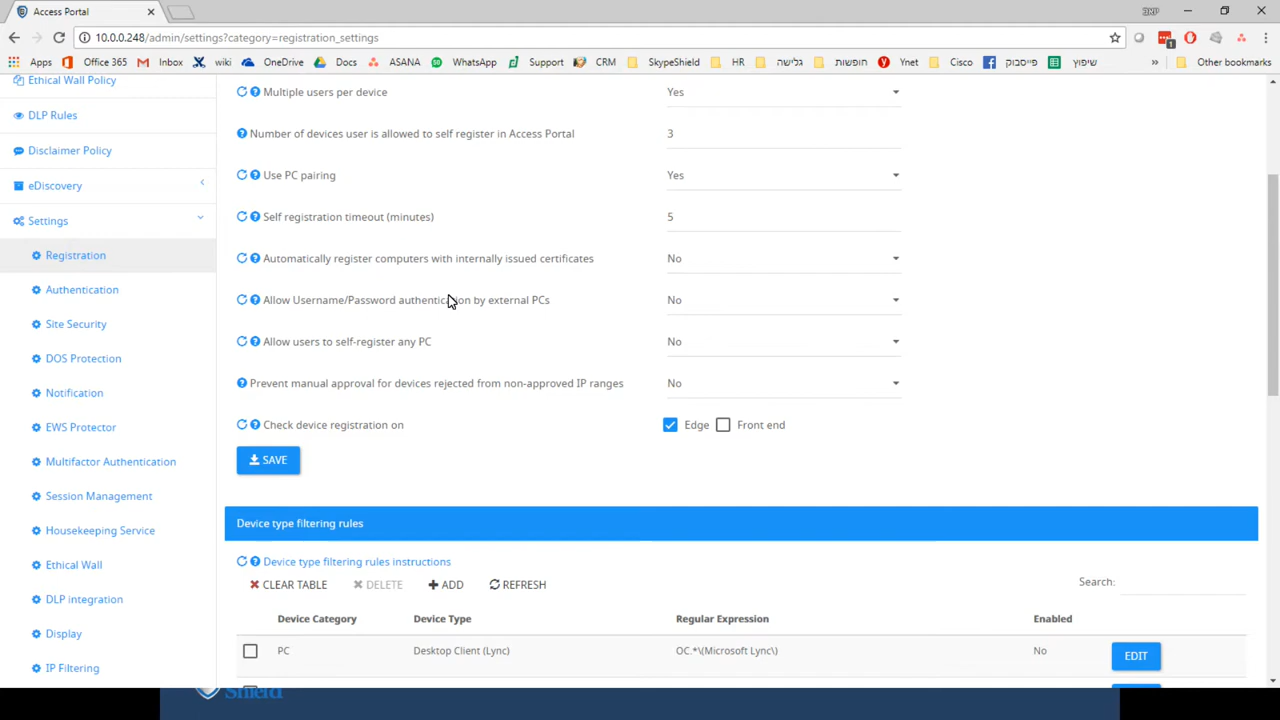 Access Portal
10.0.0.248/admin/settings?category=registration_settings
Apps Office 365 Inbox wiki OneDrive Docs ASANA WhatsApp Support CRM SkypeShield HR גלישה חופשות Ynet Cisco פייסבוק שיפוץ » Other bookmarks
Ethical Wall Policy
DLP Rules
Disclaimer Policy
eDiscovery
Settings
Registration
Authentication
Site Security
DOS Protection
Notification
EWS Protector
Multifactor Authentication
Session Management
Housekeeping Service
Ethical Wall
DLP integration
Display
IP Filtering
Multiple users per device Yes
Number of devices user is allowed to self register in Access Portal 3
Use PC pairing Yes
Self registration timeout (minutes) 5
Automatically register computers with internally issued certificates No
Allow Username/Password authentication by external PCs No
Allow users to self-register any PC No
Prevent manual approval for devices rejected from non-approved IP ranges No
Check device registration on Edge Front end
SAVE
Device type filtering rules
Device type filtering rules instructions
CLEAR TABLE DELETE ADD REFRESH Search:
Device Category Device Type Regular Expression Enabled
PC Desktop Client (Lync) OC.*\(Microsoft Lync\) No EDIT
Shield